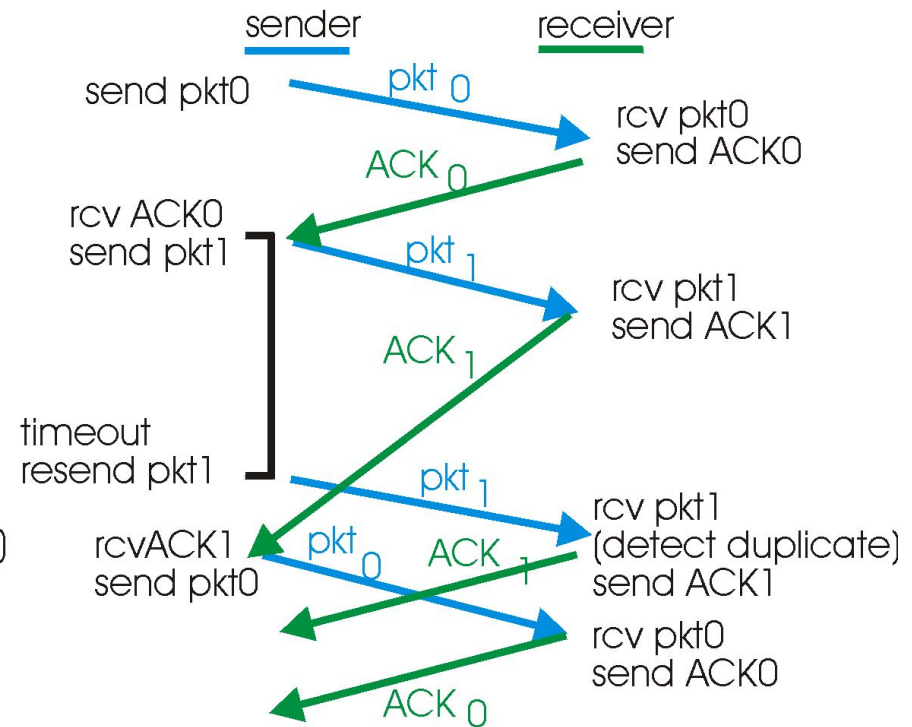 sender
receiver
send pkt0
pkt 0
rcv pkt0
send ACK0
ACK 0
rcv ACK0
send pkt1
pkt 1
rcv pkt1
send ACK1
ACK 1
timeout
resend pkt1
pkt 1
rcv pkt1
(detect duplicate)
send ACK1
rcvACK1
send pkt0
pkt 0
ACK 1
rcv pkt0
send ACK0
ACK 0